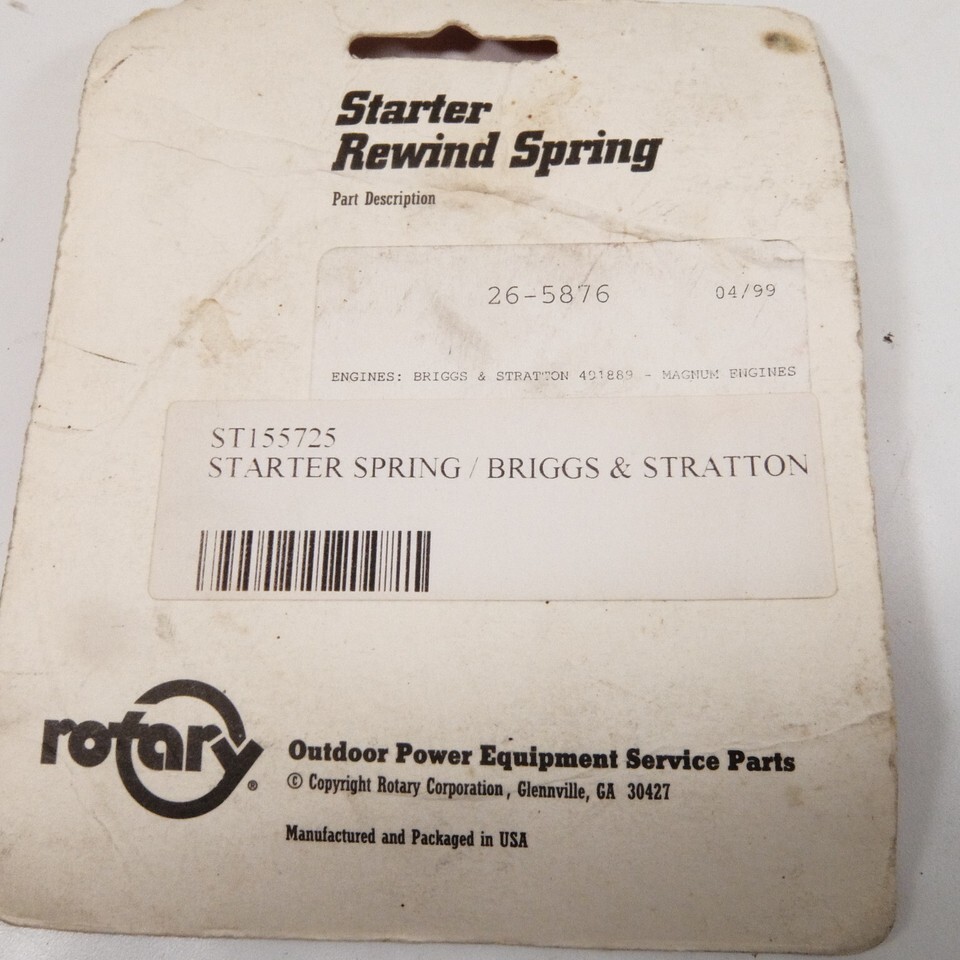 Starter
Rewind Spring
Part Description
26-5876 04/99
ENGINES: BRIGGS & STRATTON 491889 - MAGNUM ENGINES
ST155725
STARTER SPRING / BRIGGS & STRATTON
rotary®
Outdoor Power Equipment Service Parts
© Copyright Rotary Corporation, Glennville, GA 30427
Manufactured and Packaged in USA